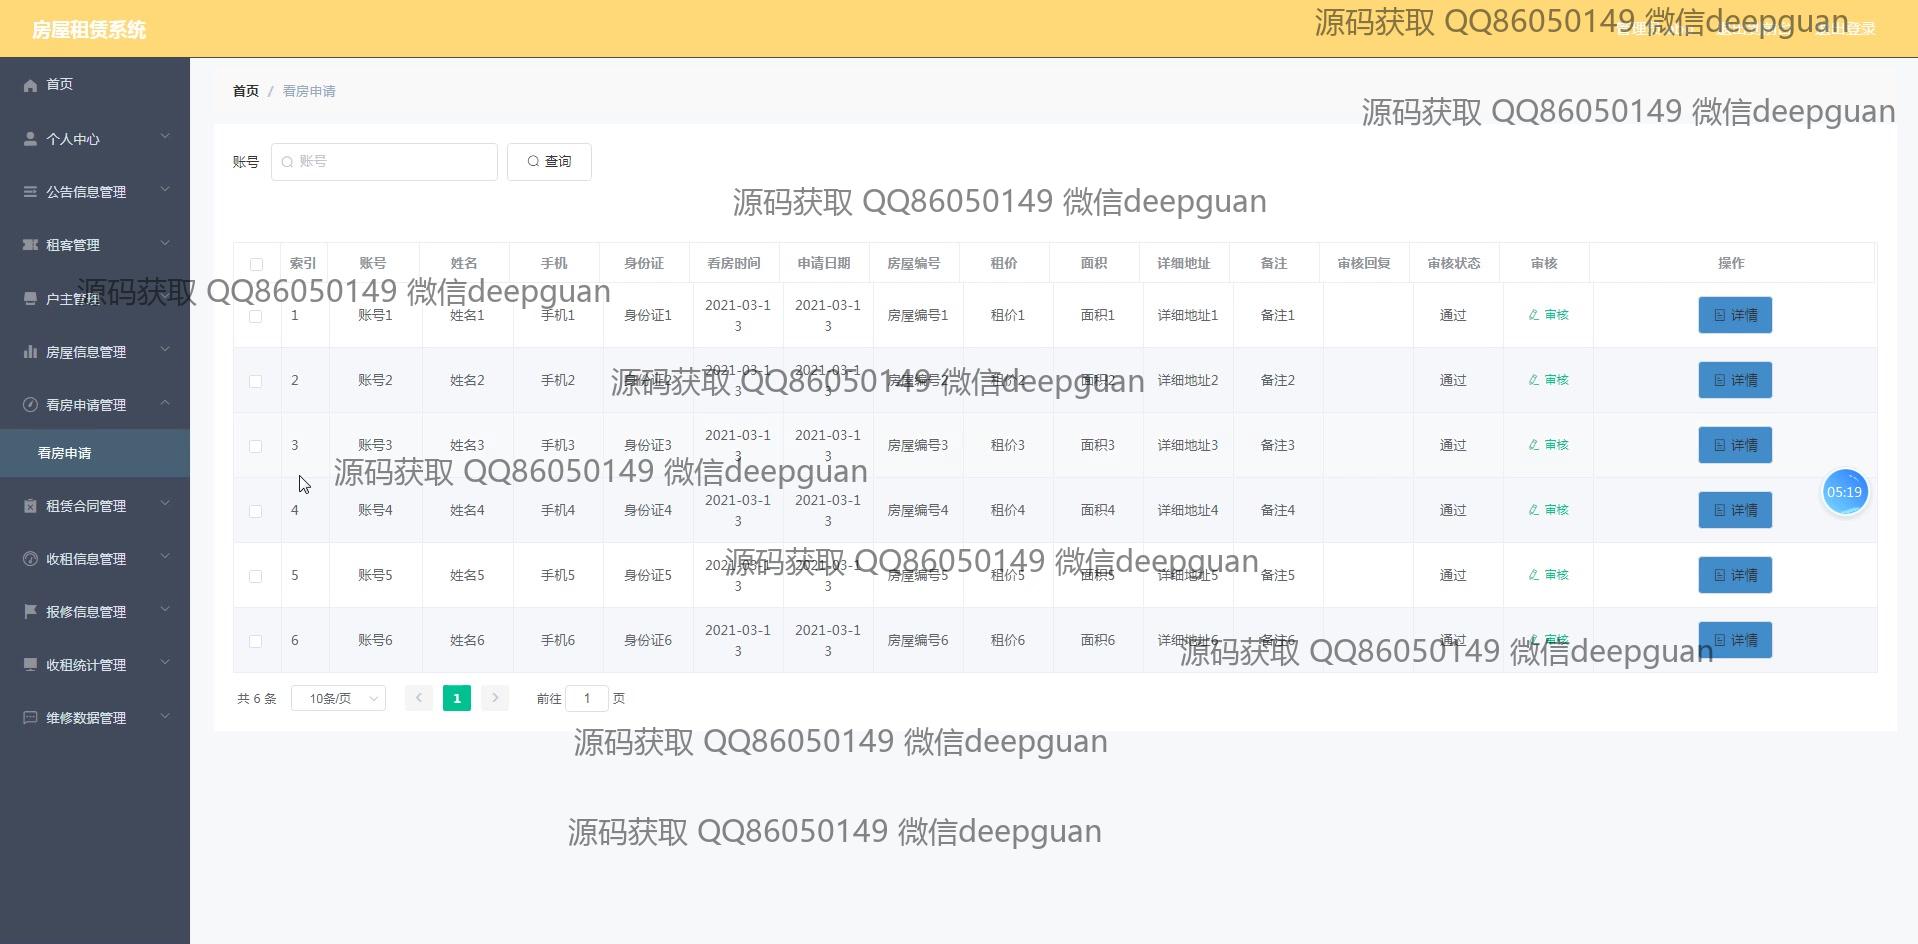 房屋租赁系统
源码获取 QQ86050149 微信deepguan
首页
个人中心
公告信息管理
租客管理
户主管理
房屋信息管理
看房申请管理
看房申请
租赁合同管理
收租信息管理
报修信息管理
收租统计管理
维修数据管理
首页 / 看房申请
源码获取 QQ86050149 微信deepguan
账号 账号 查询
源码获取 QQ86050149 微信deepguan
索引 账号 姓名 手机 身份证 看房时间 申请日期 房屋编号 租价 面积 详细地址 备注 审核回复 审核状态 审核 操作
源码获取 QQ86050149 微信deepguan
1 账号1 姓名1 手机1 身份证1 2021-03-13 2021-03-13 房屋编号1 租价1 面积1 详细地址1 备注1 通过 审核 详情
2 账号2 姓名2 手机2 身份证2 2021-03-13 2021-03-13 房屋编号2 租价2 面积2 详细地址2 备注2 通过 审核 详情
源码获取 QQ86050149 微信deepguan
3 账号3 姓名3 手机3 身份证3 2021-03-13 2021-03-13 房屋编号3 租价3 面积3 详细地址3 备注3 通过 审核 详情
源码获取 QQ86050149 微信deepguan
05:19
4 账号4 姓名4 手机4 身份证4 2021-03-13 2021-03-13 房屋编号4 租价4 面积4 详细地址4 备注4 通过 审核 详情
源码获取 QQ86050149 微信deepguan
5 账号5 姓名5 手机5 身份证5 2021-03-13 2021-03-13 房屋编号5 租价5 面积5 详细地址5 备注5 通过 审核 详情
6 账号6 姓名6 手机6 身份证6 2021-03-13 2021-03-13 房屋编号6 租价6 面积6 详细地址6 备注6 通过 审核 详情
源码获取 QQ86050149 微信deepguan
共 6 条 10条/页 1 前往 1 页
源码获取 QQ86050149 微信deepguan
源码获取 QQ86050149 微信deepguan